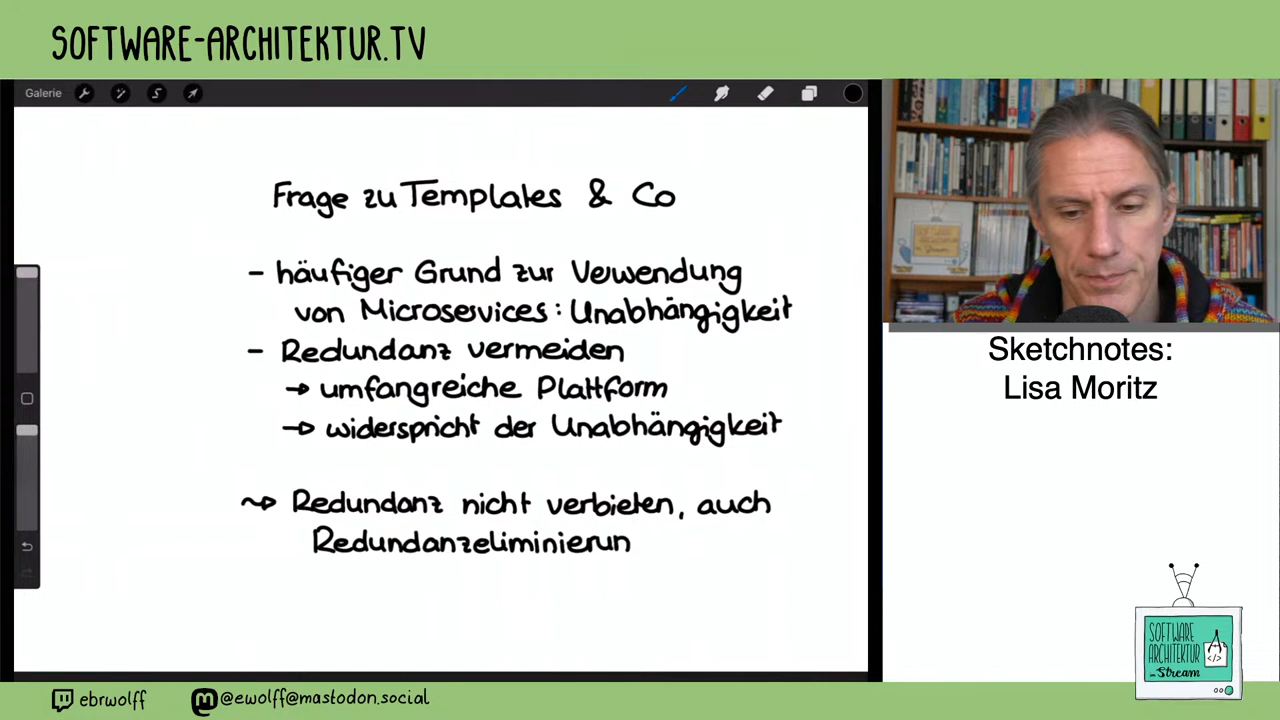 SOFTWARE-ARCHITEKTUR.TV
Galerie
Frage zu Templates & Co
- häufiger Grund zur Verwendung
von Microservices: Unabhängigkeit
- Redundanz vermeiden
→ umfangreiche Plattform
→ widerspricht der Unabhängigkeit
~> Redundanz nicht verbieten, auch
Redundanzeliminierun
Sketchnotes:
Lisa Moritz
SOFTWARE
ARCHITEKTUR
im Stream
ebrwolff
@ewolff@mastodon.social